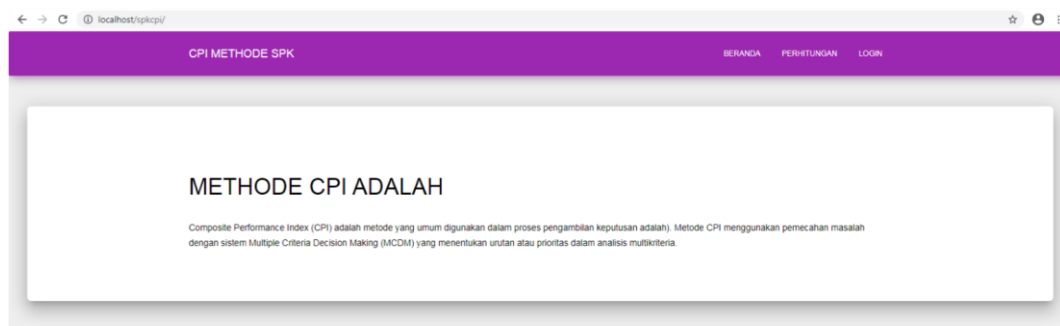 localhost/spkcpi/
CPI METHODE SPK
BERANDA PERHITUNGAN LOGIN
METHODE CPI ADALAH
Composite Performance Index (CPI) adalah metode yang umum digunakan dalam proses pengambilan keputusan adalah). Metode CPI menggunakan pemecahan masalah
dengan sistem Multiple Criteria Decision Making (MCDM) yang menentukan urutan atau prioritas dalam analisis multikriteria.